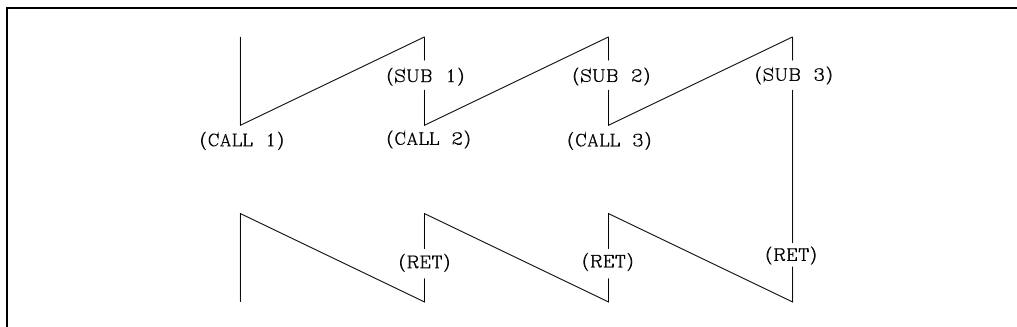 (SUB 1) (SUB 2) (SUB 3)
(CALL 1) (CALL 2) (CALL 3)
(RET) (RET) (RET)